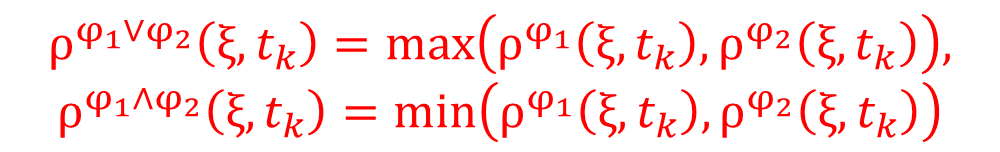 ρ^{φ₁∨φ₂}(ξ, t_k) = max(ρ^{φ₁}(ξ, t_k), ρ^{φ₂}(ξ, t_k)),
ρ^{φ₁∧φ₂}(ξ, t_k) = min(ρ^{φ₁}(ξ, t_k), ρ^{φ₂}(ξ, t_k))